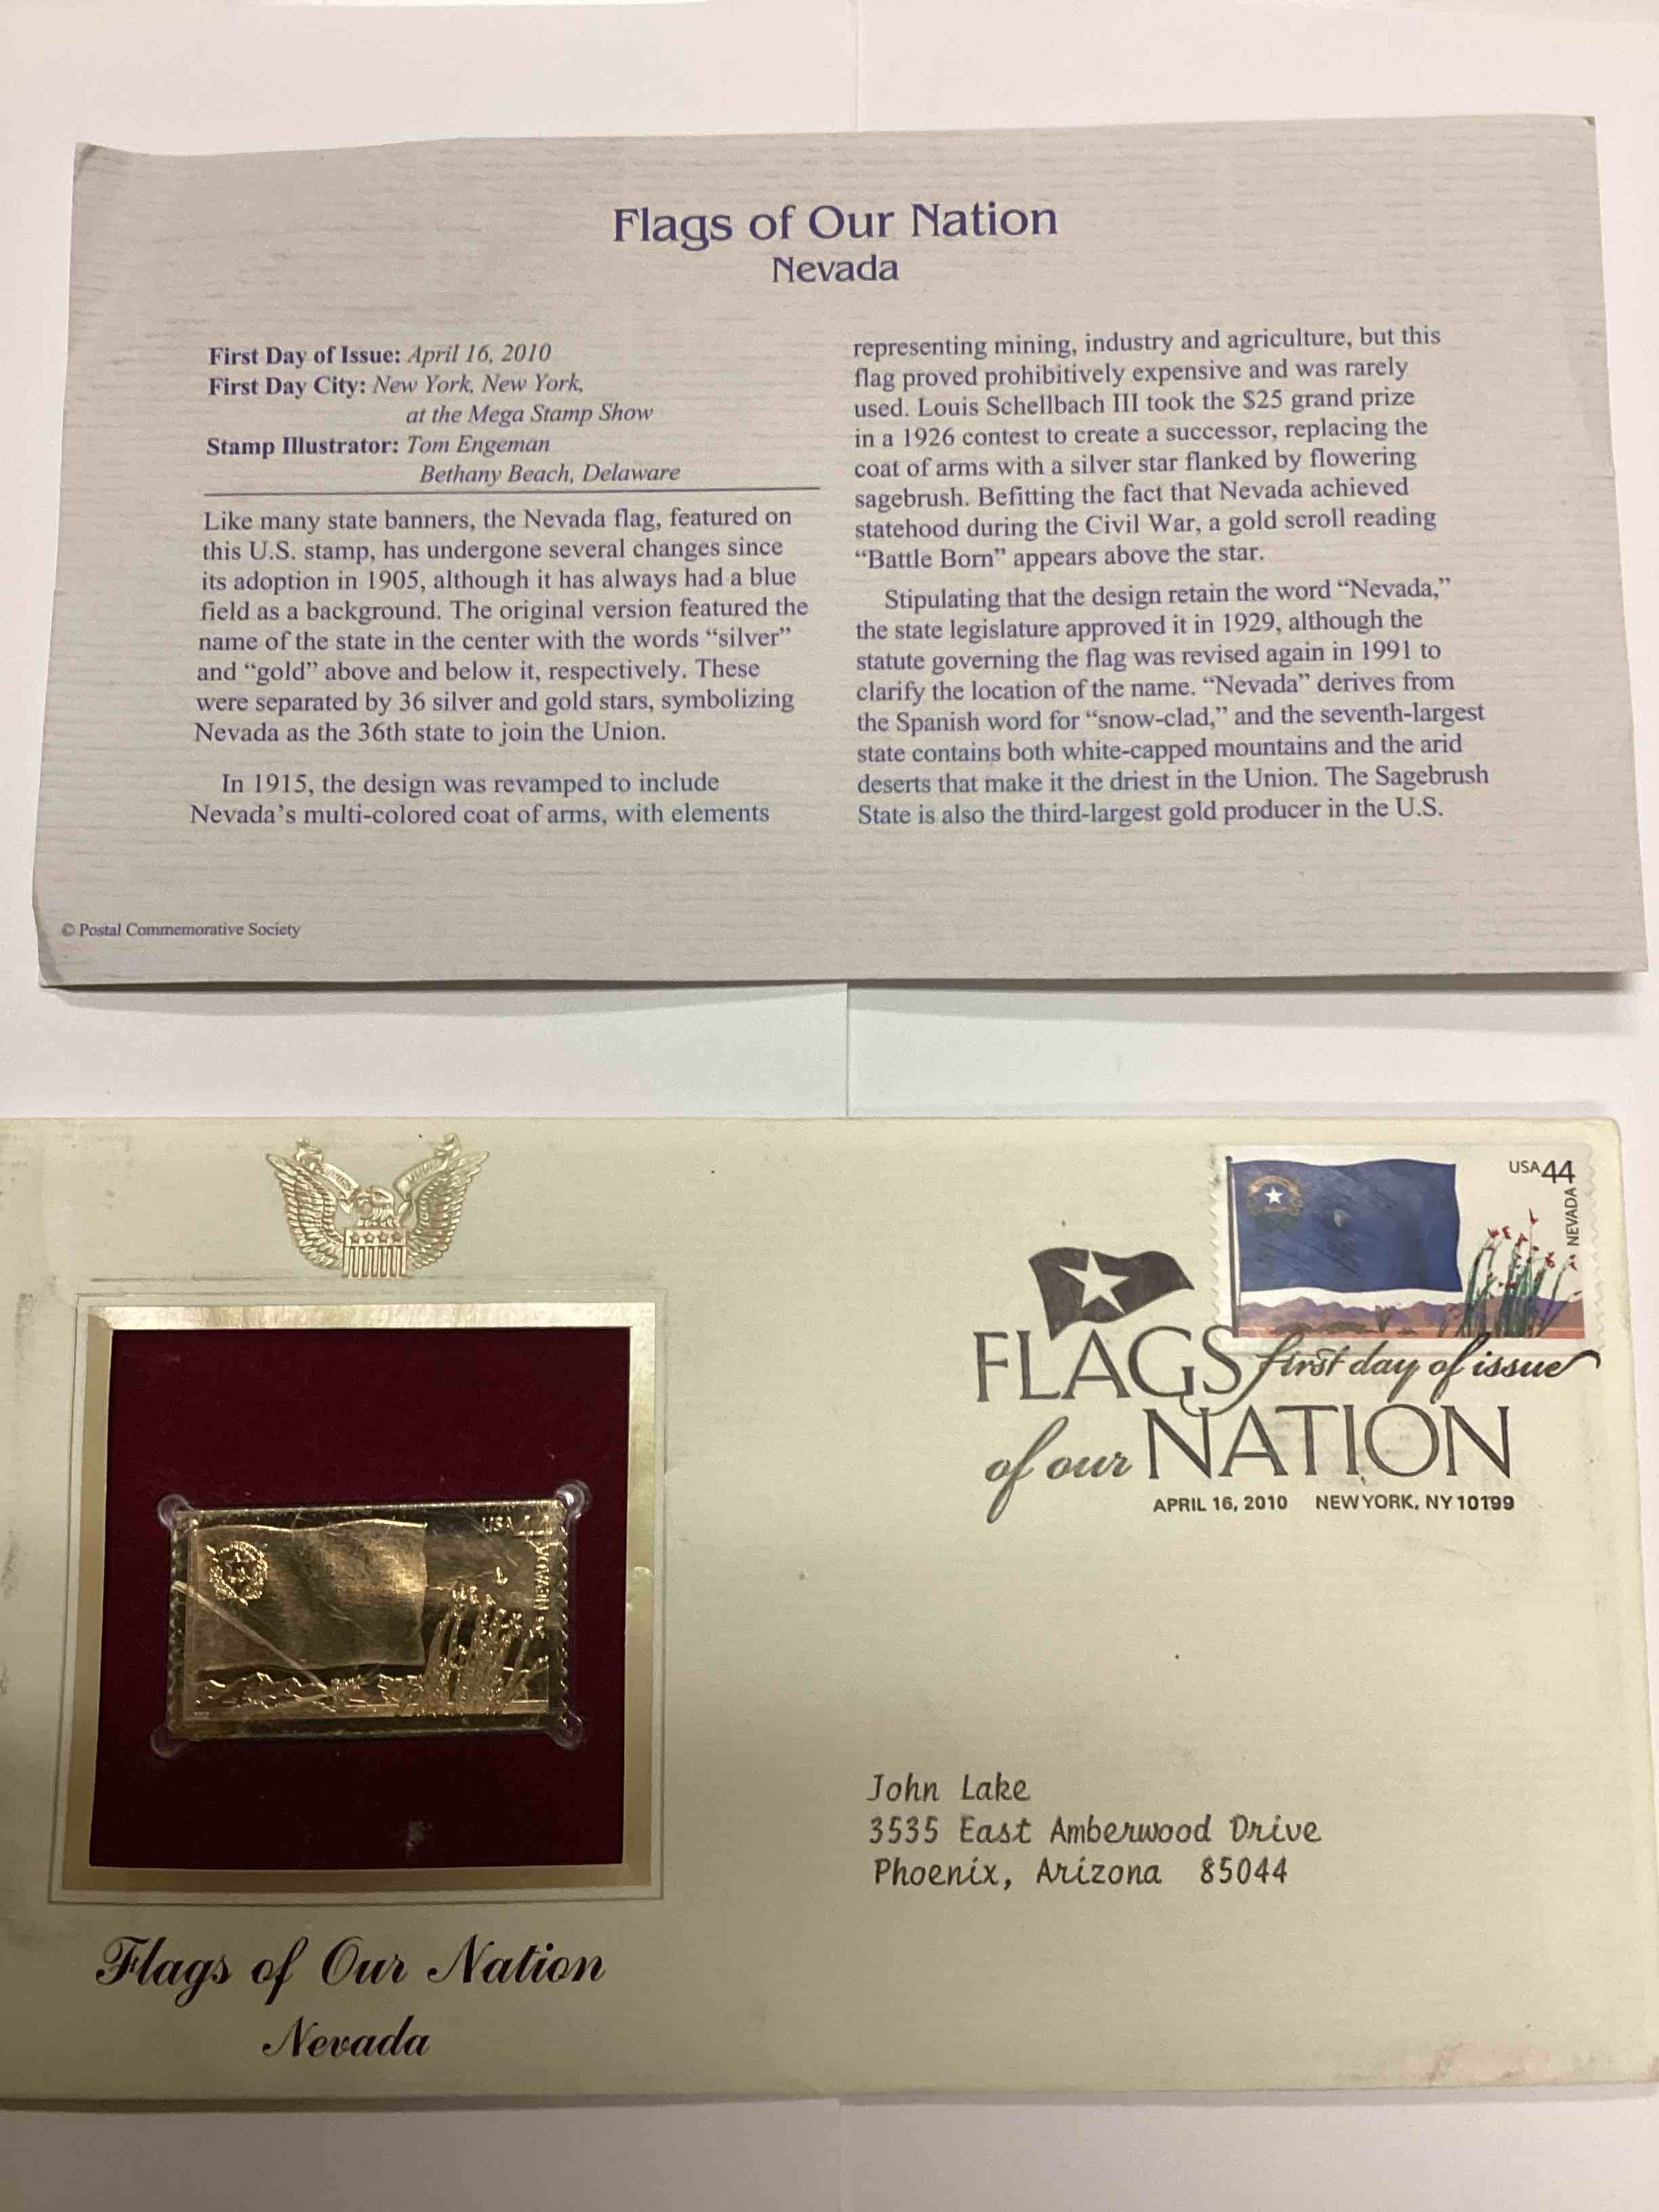 Flags of Our Nation
Nevada
First Day of Issue: April 16, 2010
First Day City: New York, New York,
at the Mega Stamp Show
Stamp Illustrator: Tom Engeman
Bethany Beach, Delaware
Like many state banners, the Nevada flag, featured on
this U.S. stamp, has undergone several changes since
its adoption in 1905, although it has always had a blue
field as a background. The original version featured the
name of the state in the center with the words “silver”
and “gold” above and below it, respectively. These
were separated by 36 silver and gold stars, symbolizing
Nevada as the 36th state to join the Union.
In 1915, the design was revamped to include
Nevada’s multi-colored coat of arms, with elements
representing mining, industry and agriculture, but this
flag proved prohibitively expensive and was rarely
used. Louis Schellbach III took the $25 grand prize
in a 1926 contest to create a successor, replacing the
coat of arms with a silver star flanked by flowering
sagebrush. Befitting the fact that Nevada achieved
statehood during the Civil War, a gold scroll reading
“Battle Born” appears above the star.
Stipulating that the design retain the word “Nevada,”
the state legislature approved it in 1929, although the
statute governing the flag was revised again in 1991 to
clarify the location of the name. “Nevada” derives from
the Spanish word for “snow-clad,” and the seventh-largest
state contains both white-capped mountains and the arid
deserts that make it the driest in the Union. The Sagebrush
State is also the third-largest gold producer in the U.S.
© Postal Commemorative Society
USA 44
NEVADA
FLAGS first day of issue
of our NATION
APRIL 16, 2010 NEW YORK, NY 10199
USA 44
NEVADA
John Lake
3535 East Amberwood Drive
Phoenix, Arizona 85044
Flags of Our Nation
Nevada